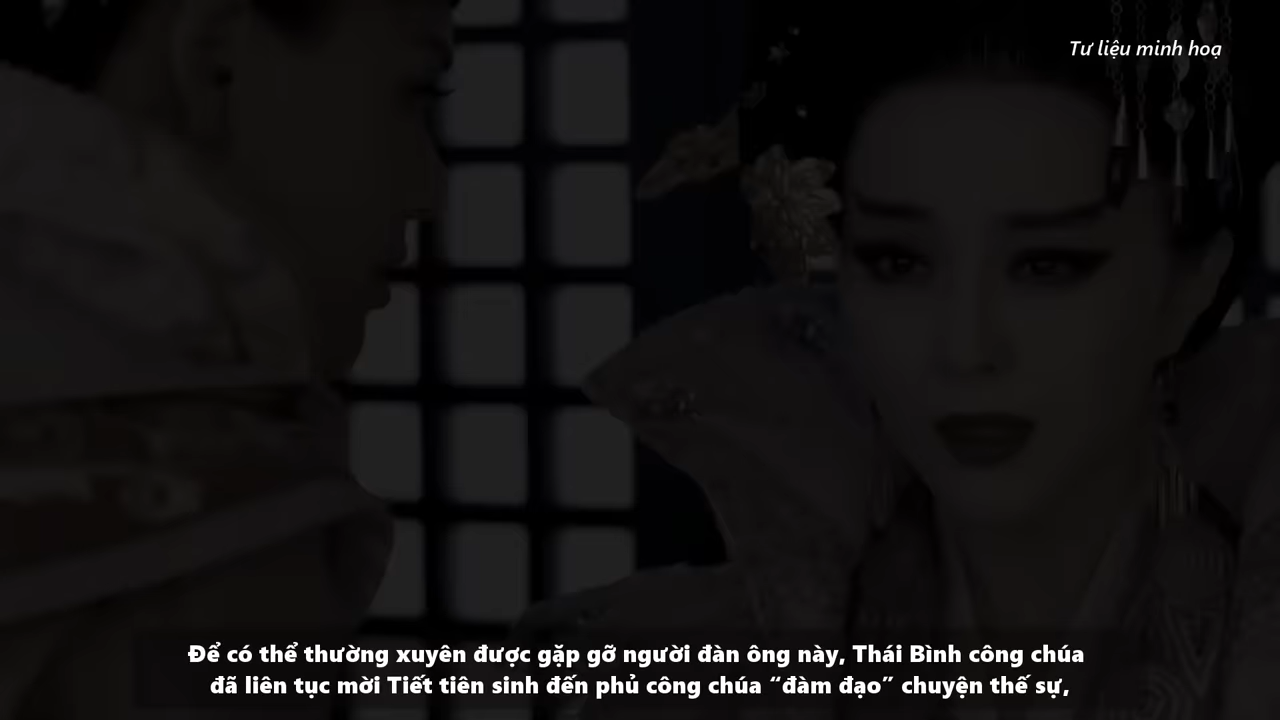 Tư liệu minh hoạ
Để có thể thường xuyên được gặp gỡ người đàn ông này, Thái Bình công chúa
đã liên tục mời Tiết tiên sinh đến phủ công chúa “đàm đạo” chuyện thế sự,